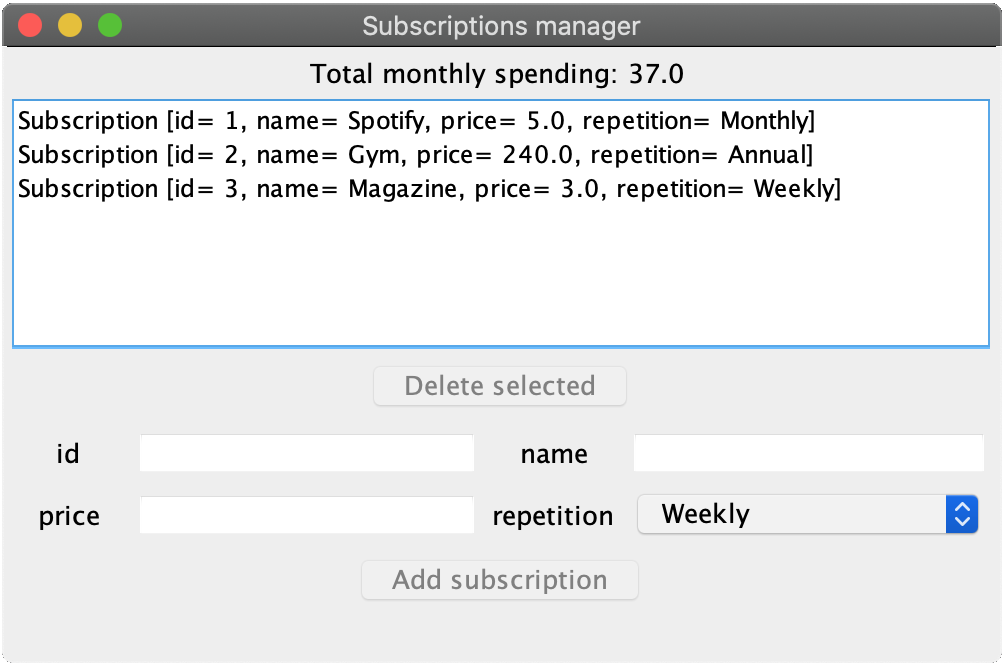 Subscriptions manager
Total monthly spending: 37.0
Subscription [id= 1, name= Spotify, price= 5.0, repetition= Monthly]
Subscription [id= 2, name= Gym, price= 240.0, repetition= Annual]
Subscription [id= 3, name= Magazine, price= 3.0, repetition= Weekly]
Delete selected
id name
price repetition Weekly
Add subscription